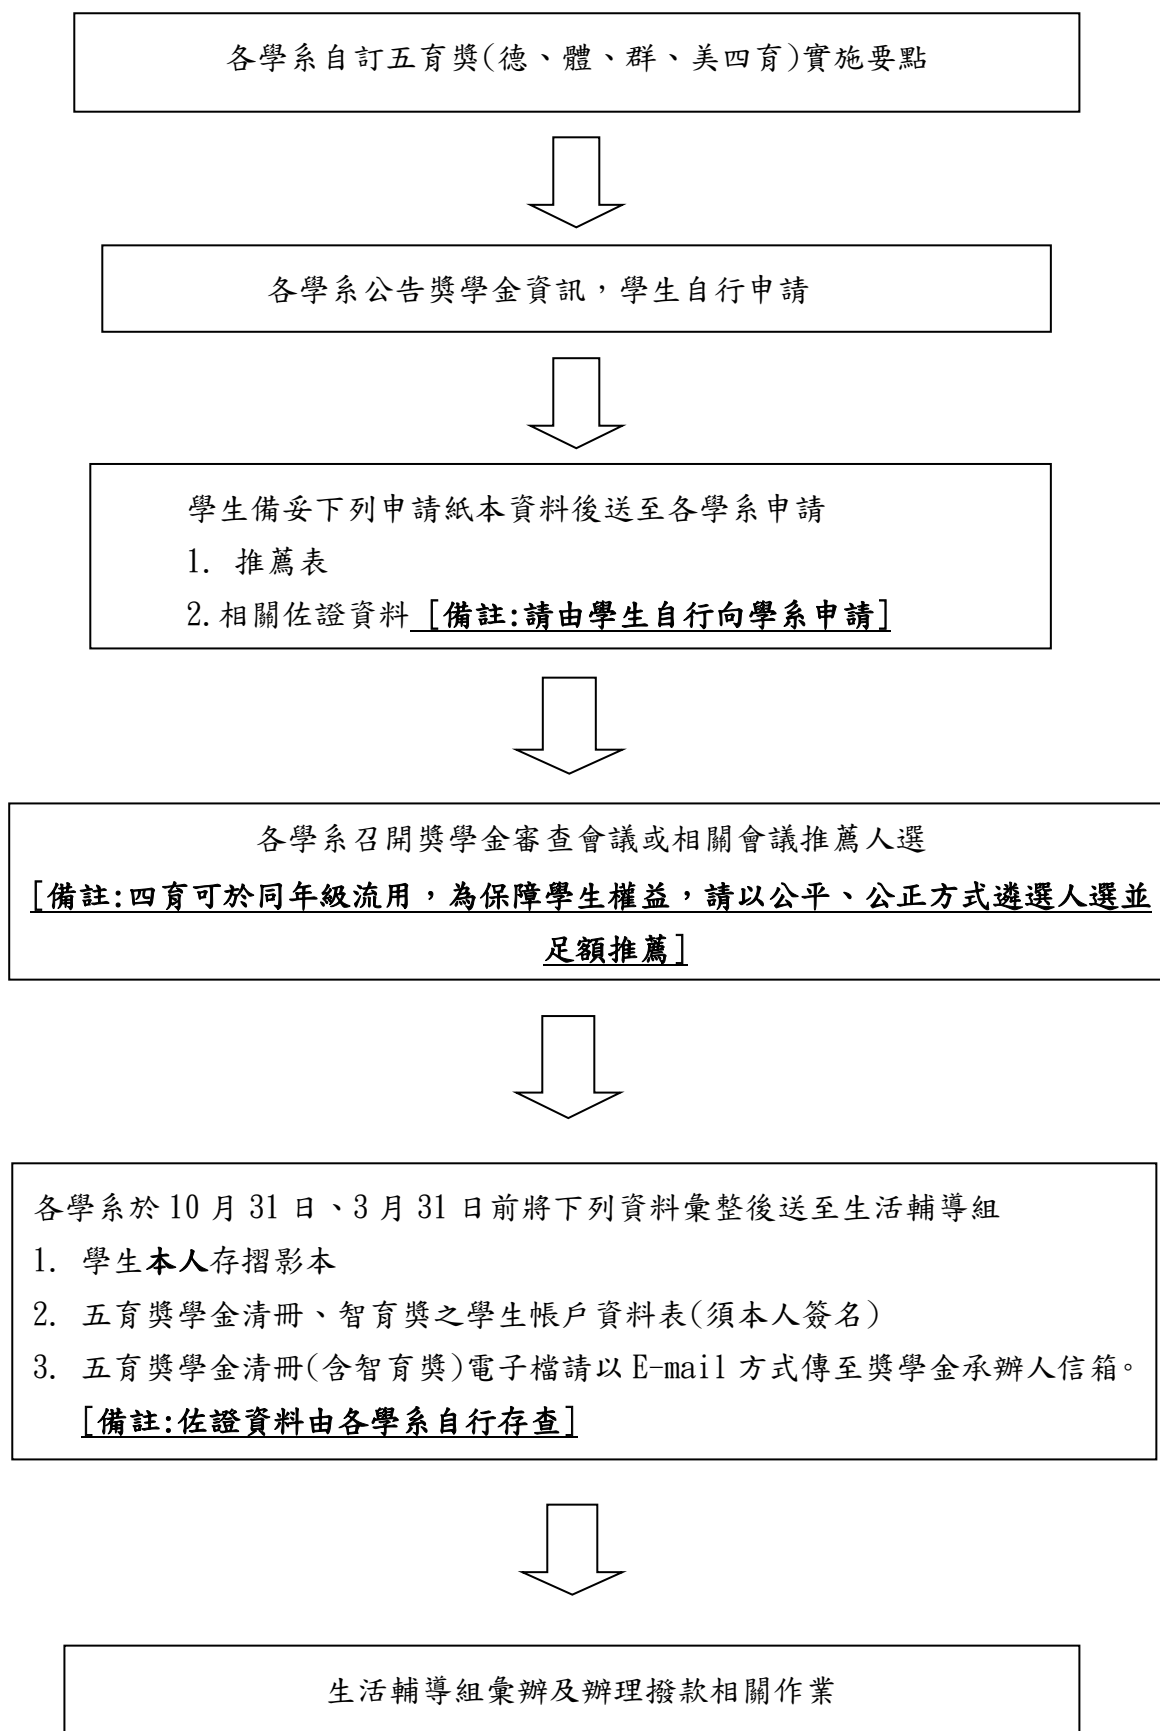 各學系自訂五育獎(德、體、群、美四育)實施要點
各學系公告獎學金資訊，學生自行申請
學生備妥下列申請紙本資料後送至各學系申請
1. 推薦表
2.相關佐證資料 [備註:請由學生自行向學系申請]
各學系召開獎學金審查會議或相關會議推薦人選
[備註:四育可於同年級流用，為保障學生權益，請以公平、公正方式遴選人選並
足額推薦]
各學系於 10 月 31 日、3 月 31 日前將下列資料彙整後送至生活輔導組
1. 學生本人存摺影本
2. 五育獎學金清冊、智育獎之學生帳戶資料表(須本人簽名)
3. 五育獎學金清冊(含智育獎)電子檔請以 E-mail 方式傳至獎學金承辦人信箱。
[備註:佐證資料由各學系自行存查]
生活輔導組彙辦及辦理撥款相關作業